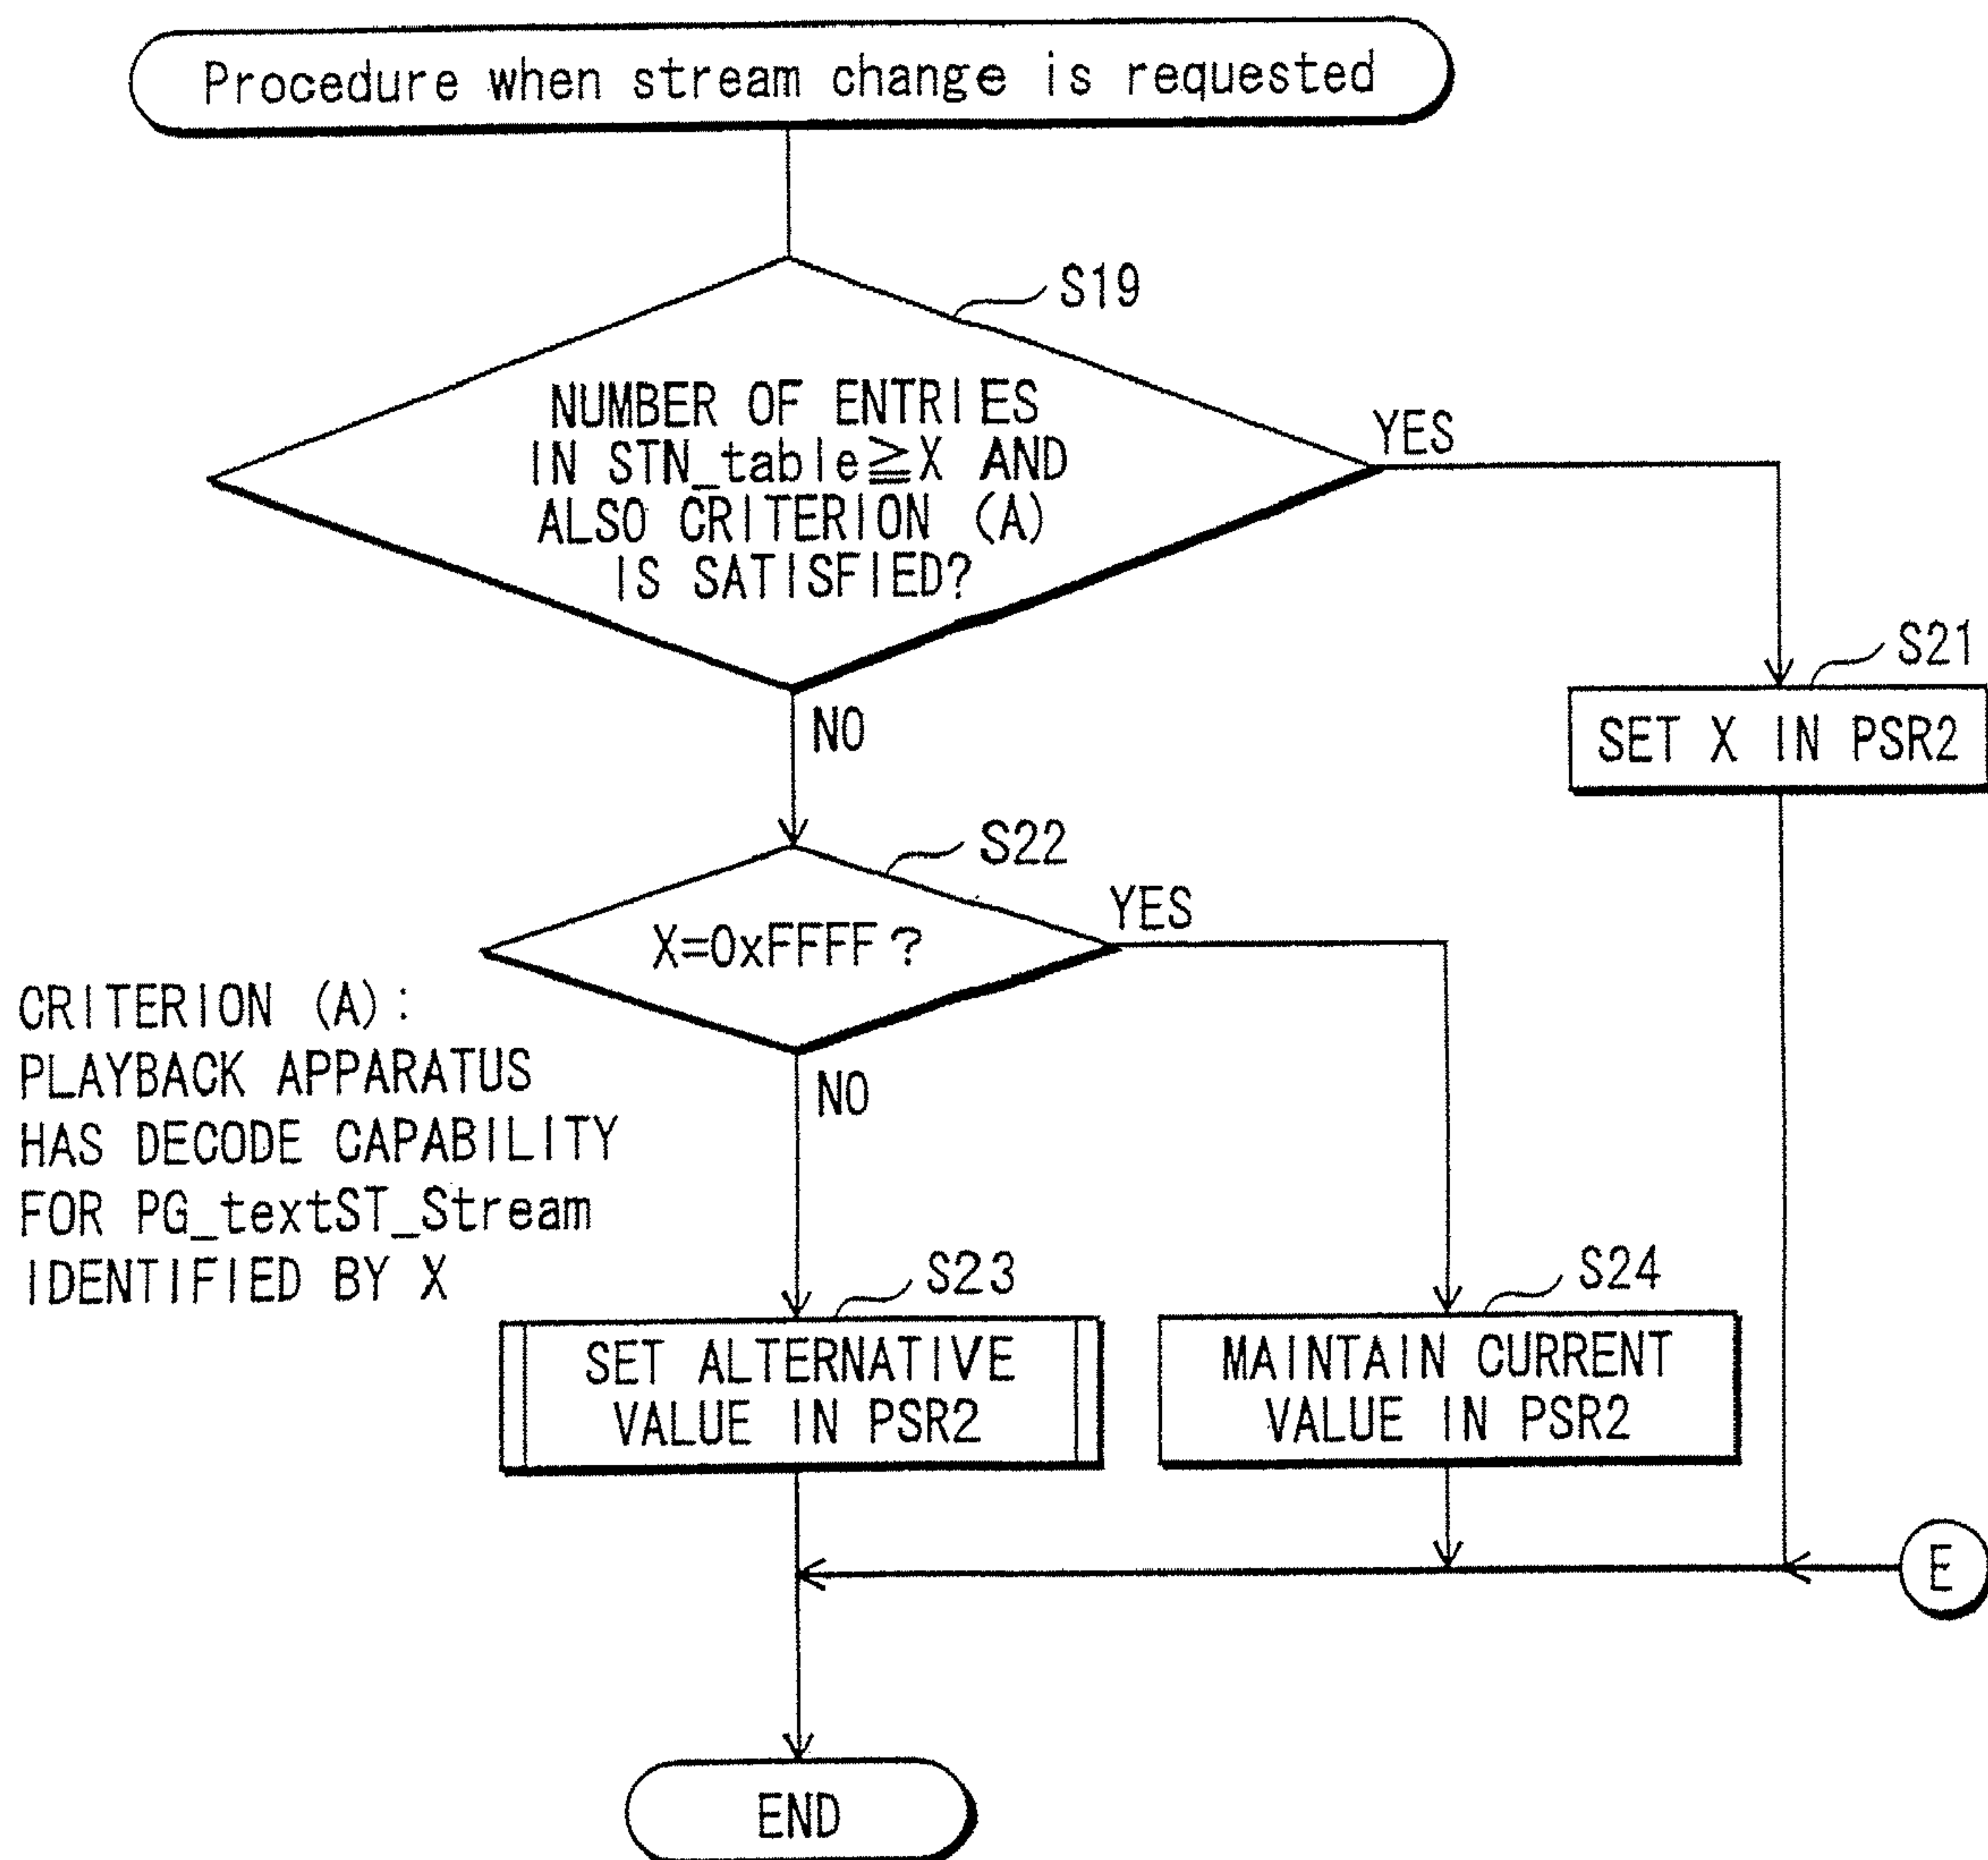 Procedure when stream change is requested
S19
NUMBER OF ENTRIES
IN STN_table≧X AND
ALSO CRITERION (A)
IS SATISFIED?
YES
S21
SET X IN PSR2
NO
S22
X=0xFFFF?
YES
CRITERION (A):
PLAYBACK APPARATUS
HAS DECODE CAPABILITY
FOR PG_textST_Stream
IDENTIFIED BY X
NO
S23
SET ALTERNATIVE
VALUE IN PSR2
S24
MAINTAIN CURRENT
VALUE IN PSR2
E
END